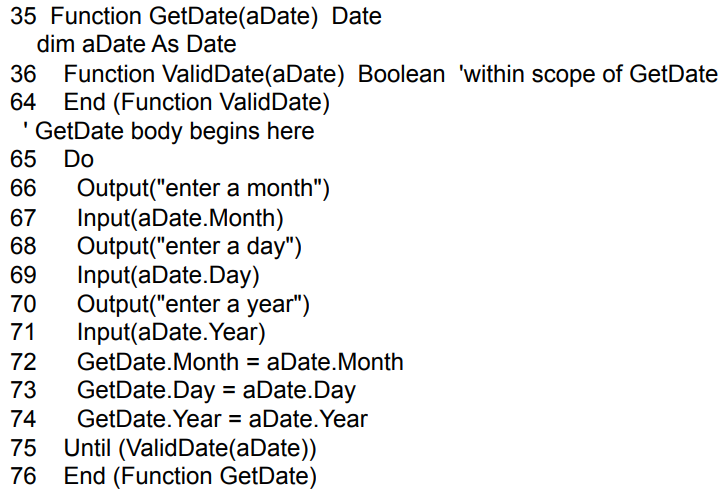 35 Function GetDate(aDate) Date
dim aDate As Date
36 Function ValidDate(aDate) Boolean 'within scope of GetDate
64 End (Function ValidDate)
' GetDate body begins here
65 Do
66 Output("enter a month")
67 Input(aDate.Month)
68 Output("enter a day")
69 Input(aDate.Day)
70 Output("enter a year")
71 Input(aDate.Year)
72 GetDate.Month = aDate.Month
73 GetDate.Day = aDate.Day
74 GetDate.Year = aDate.Year
75 Until (ValidDate(aDate))
76 End (Function GetDate)